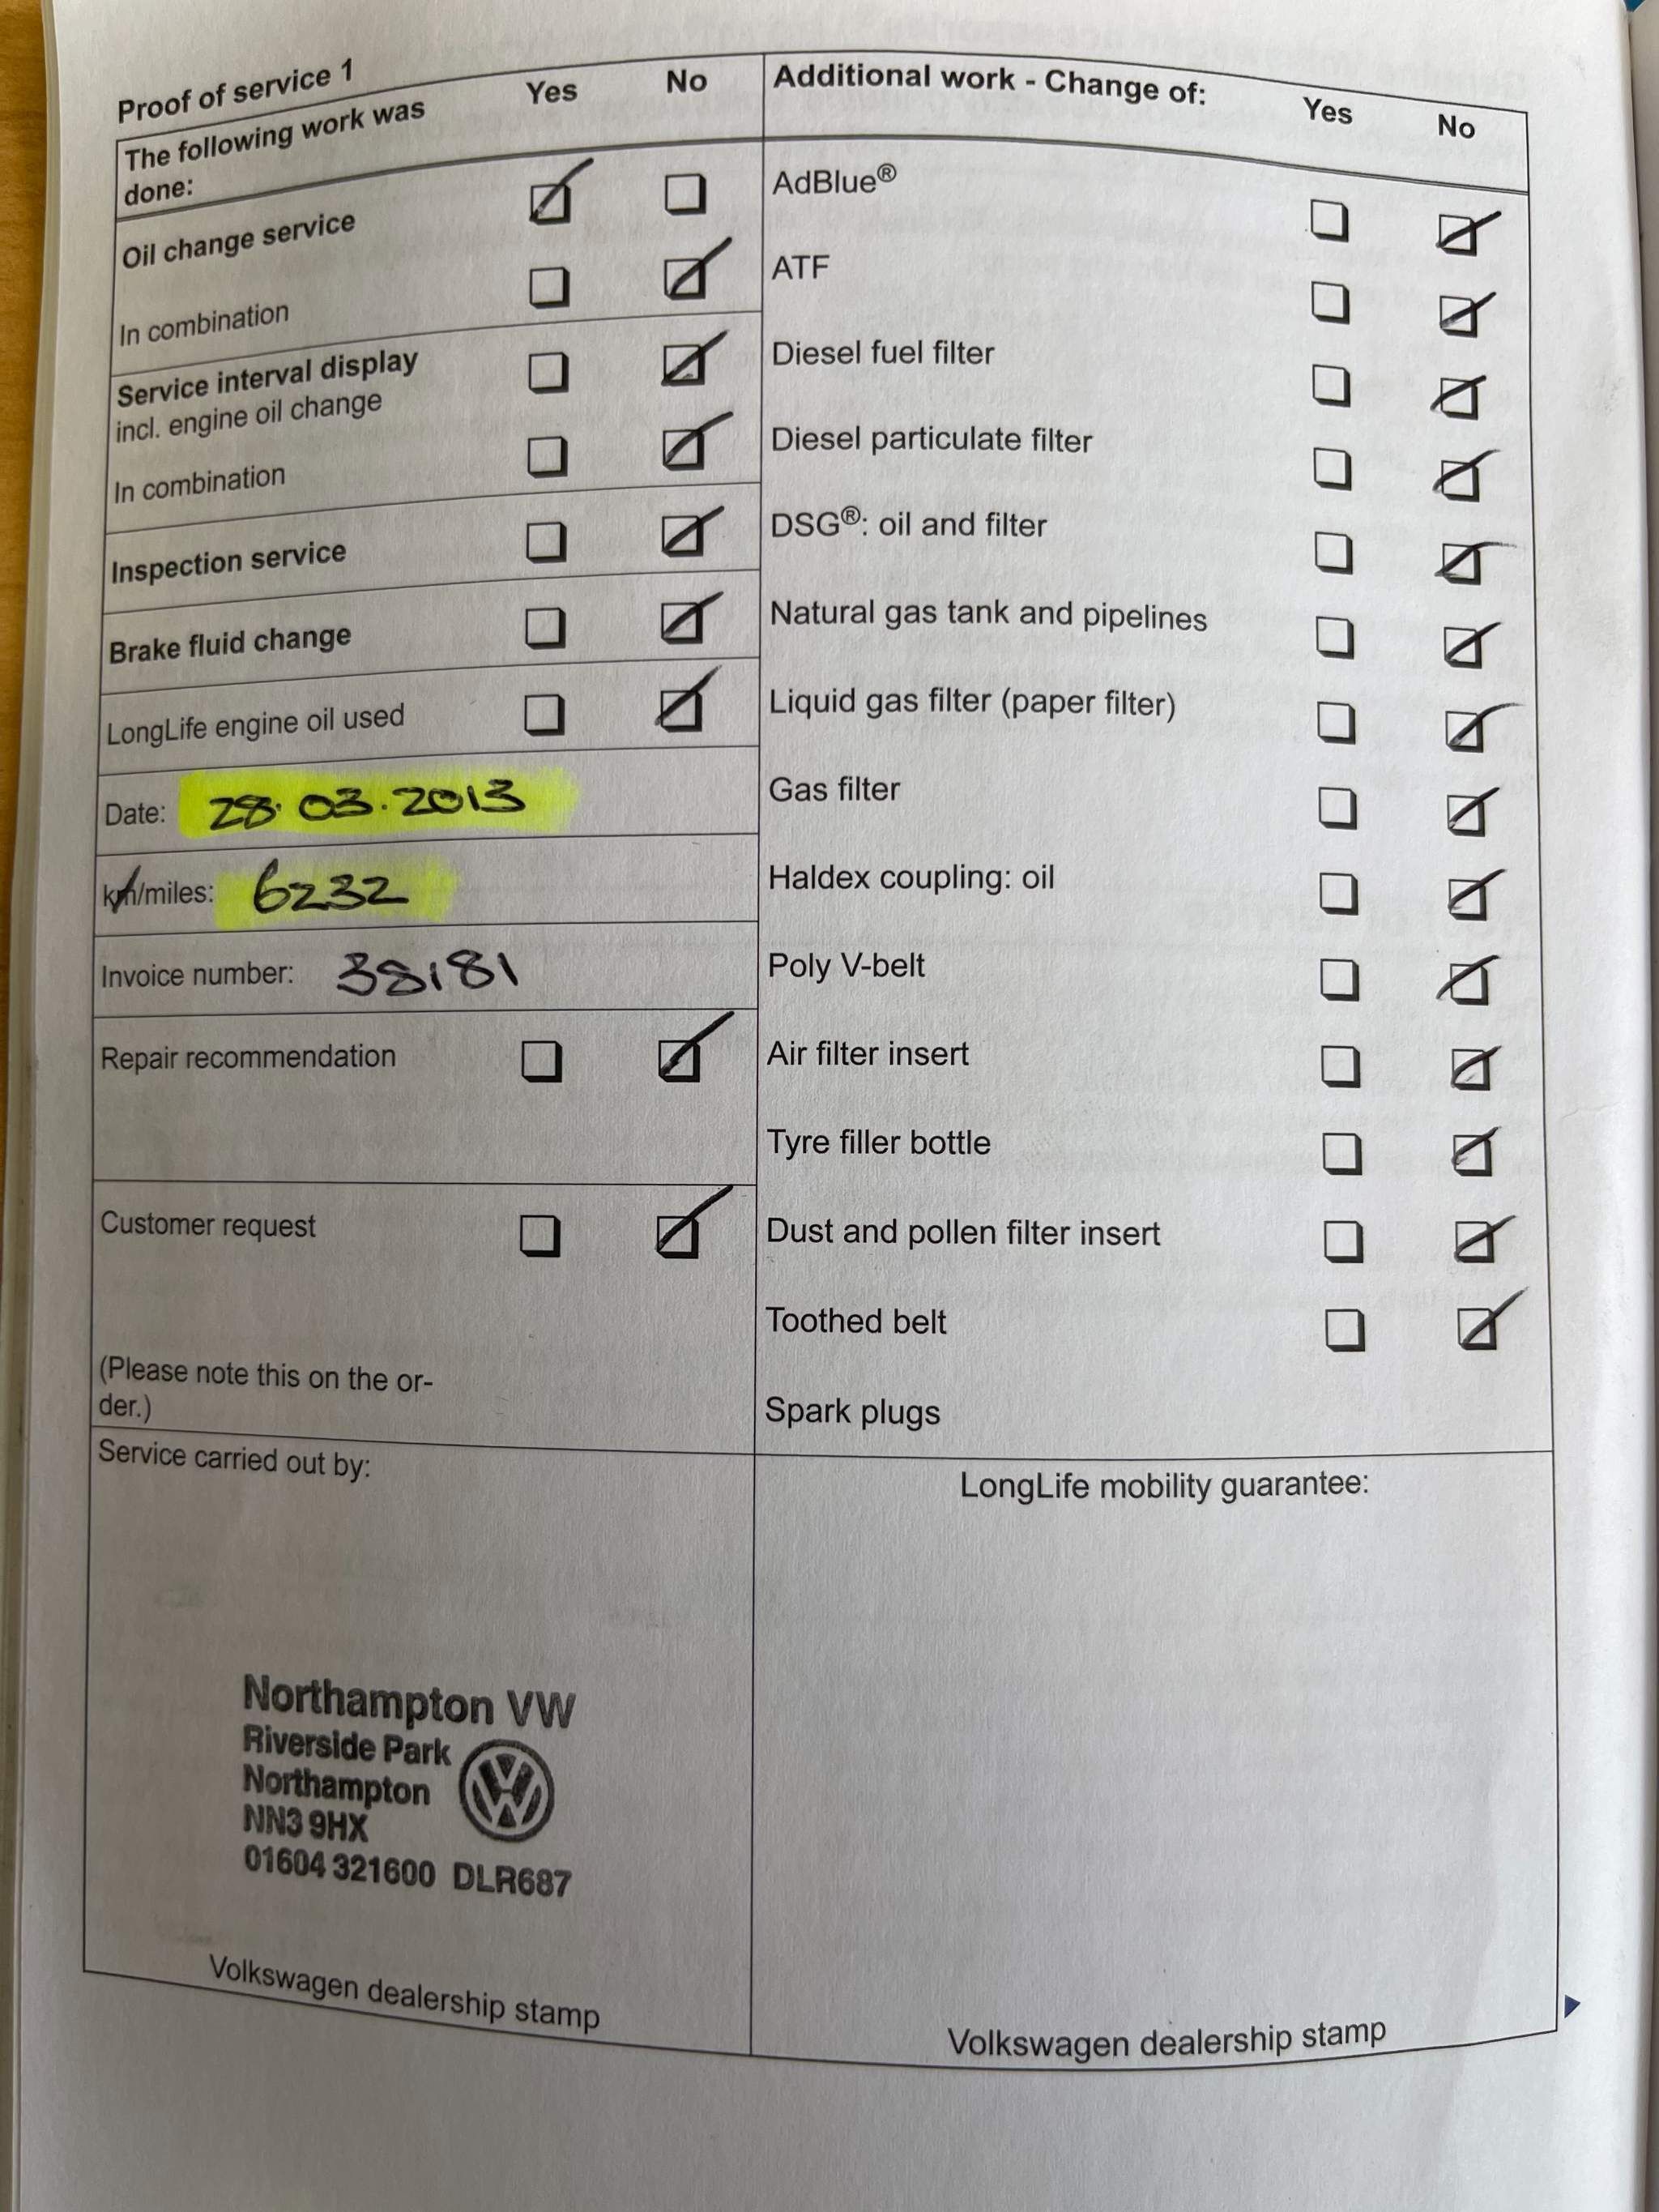 Proof of service 1
The following work was
done:
Yes No
Oil change service
In combination
Service interval display
incl. engine oil change
In combination
Inspection service
Brake fluid change
LongLife engine oil used
Date: 28.03.2013
km/miles: 6232
Invoice number: 38181
Repair recommendation
Customer request
(Please note this on the or-
der.)
Service carried out by:
Northampton VW
Riverside Park
Northampton
NN3 9HX
01604 321600 DLR687
Volkswagen dealership stamp
Additional work - Change of:
Yes No
AdBlue®
ATF
Diesel fuel filter
Diesel particulate filter
DSG®: oil and filter
Natural gas tank and pipelines
Liquid gas filter (paper filter)
Gas filter
Haldex coupling: oil
Poly V-belt
Air filter insert
Tyre filler bottle
Dust and pollen filter insert
Toothed belt
Spark plugs
LongLife mobility guarantee:
Volkswagen dealership stamp